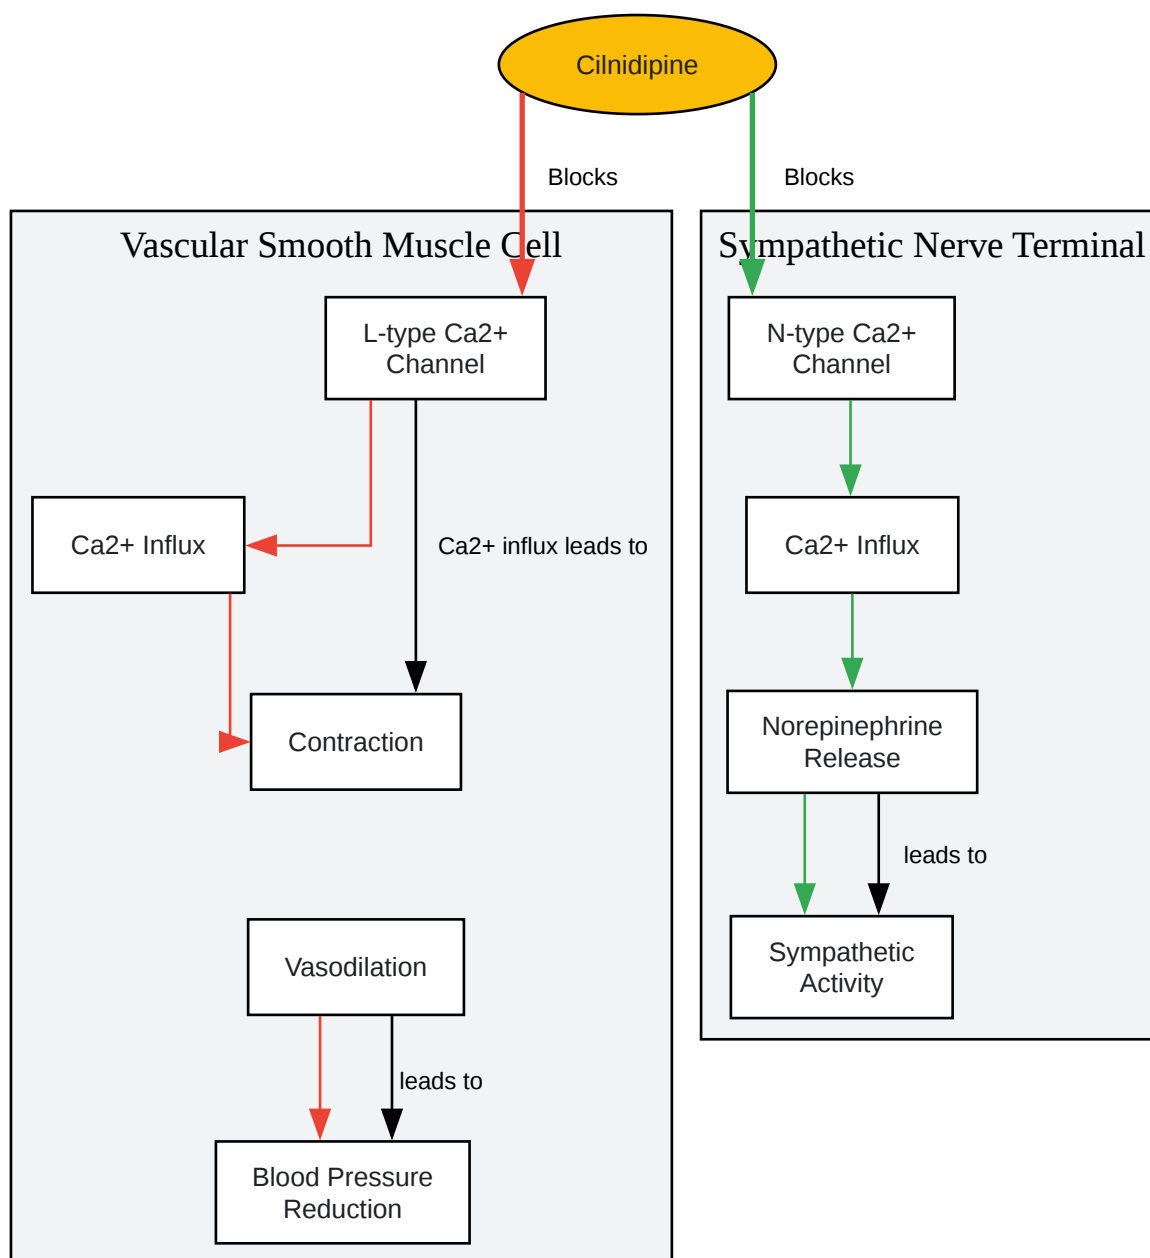 Cilnidipine
Blocks
Blocks
Vascular Smooth Muscle Cell
Sympathetic Nerve Terminal
L-type Ca2+
Channel
N-type Ca2+
Channel
Ca2+ Influx
Ca2+ influx leads to
Ca2+ Influx
Contraction
Norepinephrine
Release
leads to
Vasodilation
Sympathetic
Activity
leads to
Blood Pressure
Reduction